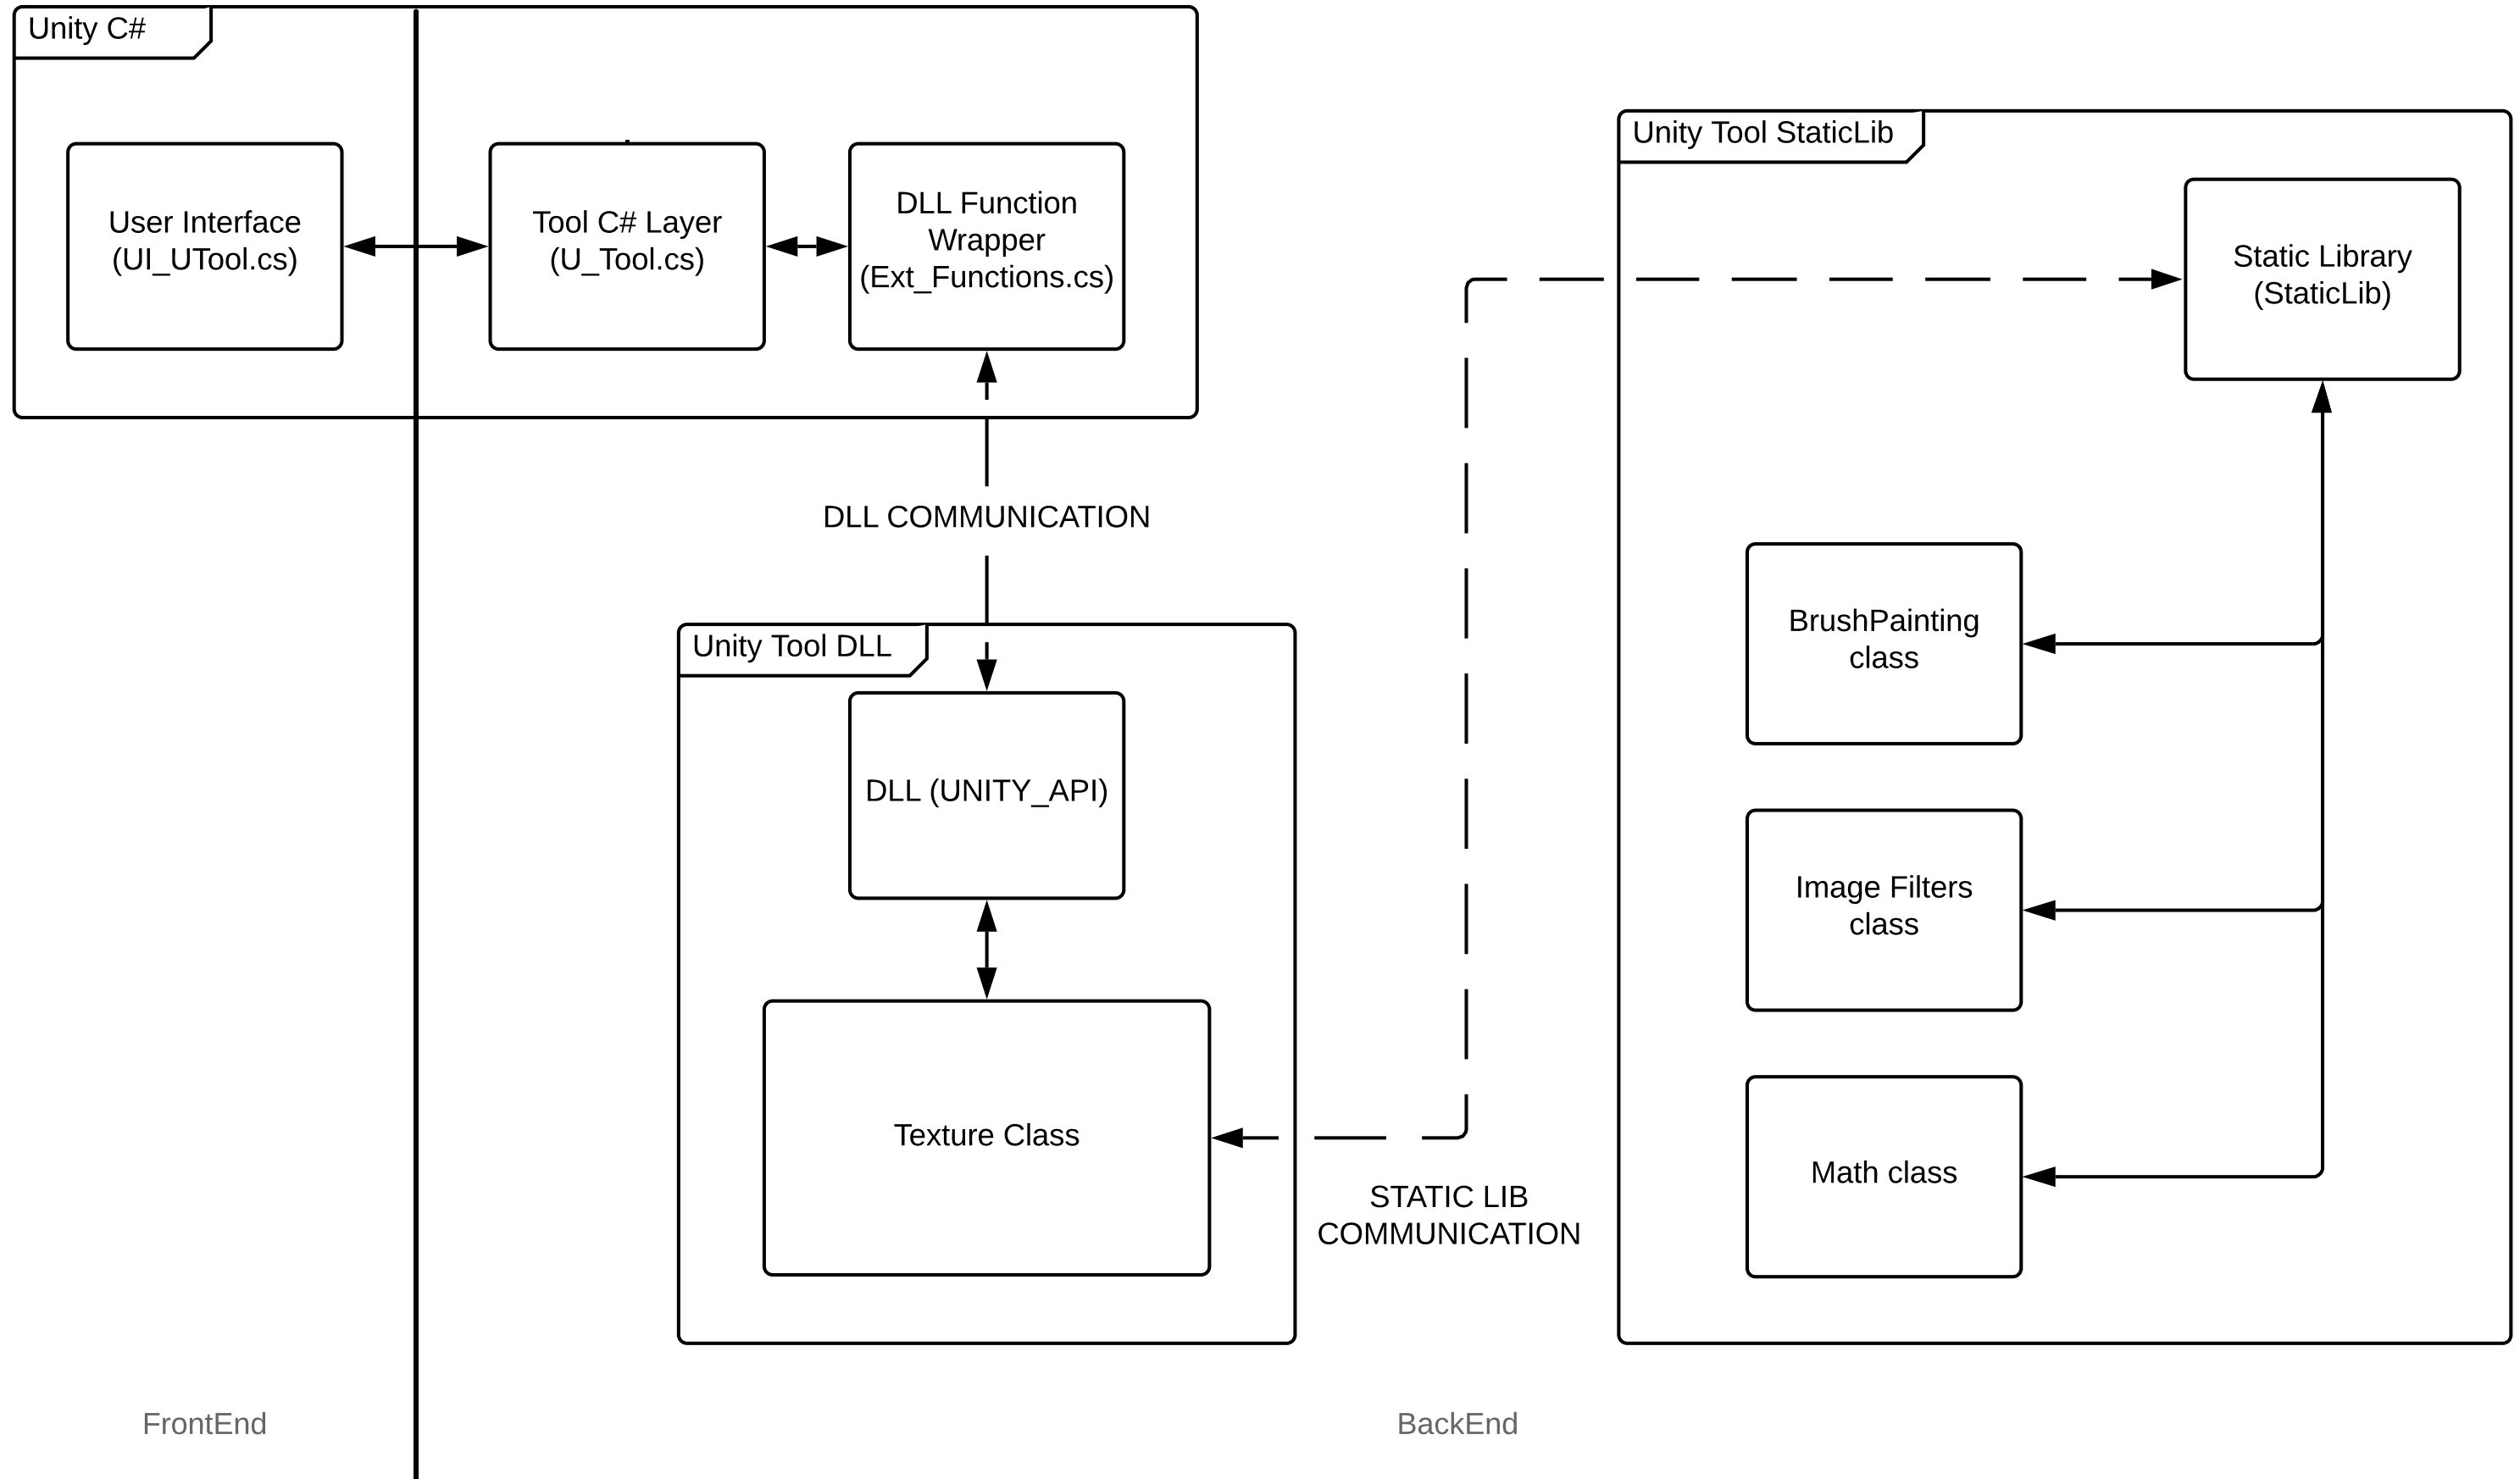 Unity C#
User Interface
(UI_UTool.cs)
Tool C# Layer
(U_Tool.cs)
DLL Function
Wrapper
(Ext_Functions.cs)
DLL COMMUNICATION
Unity Tool DLL
DLL (UNITY_API)
Texture Class
STATIC LIB
COMMUNICATION
Unity Tool StaticLib
Static Library
(StaticLib)
BrushPainting
class
Image Filters
class
Math class
FrontEnd
BackEnd